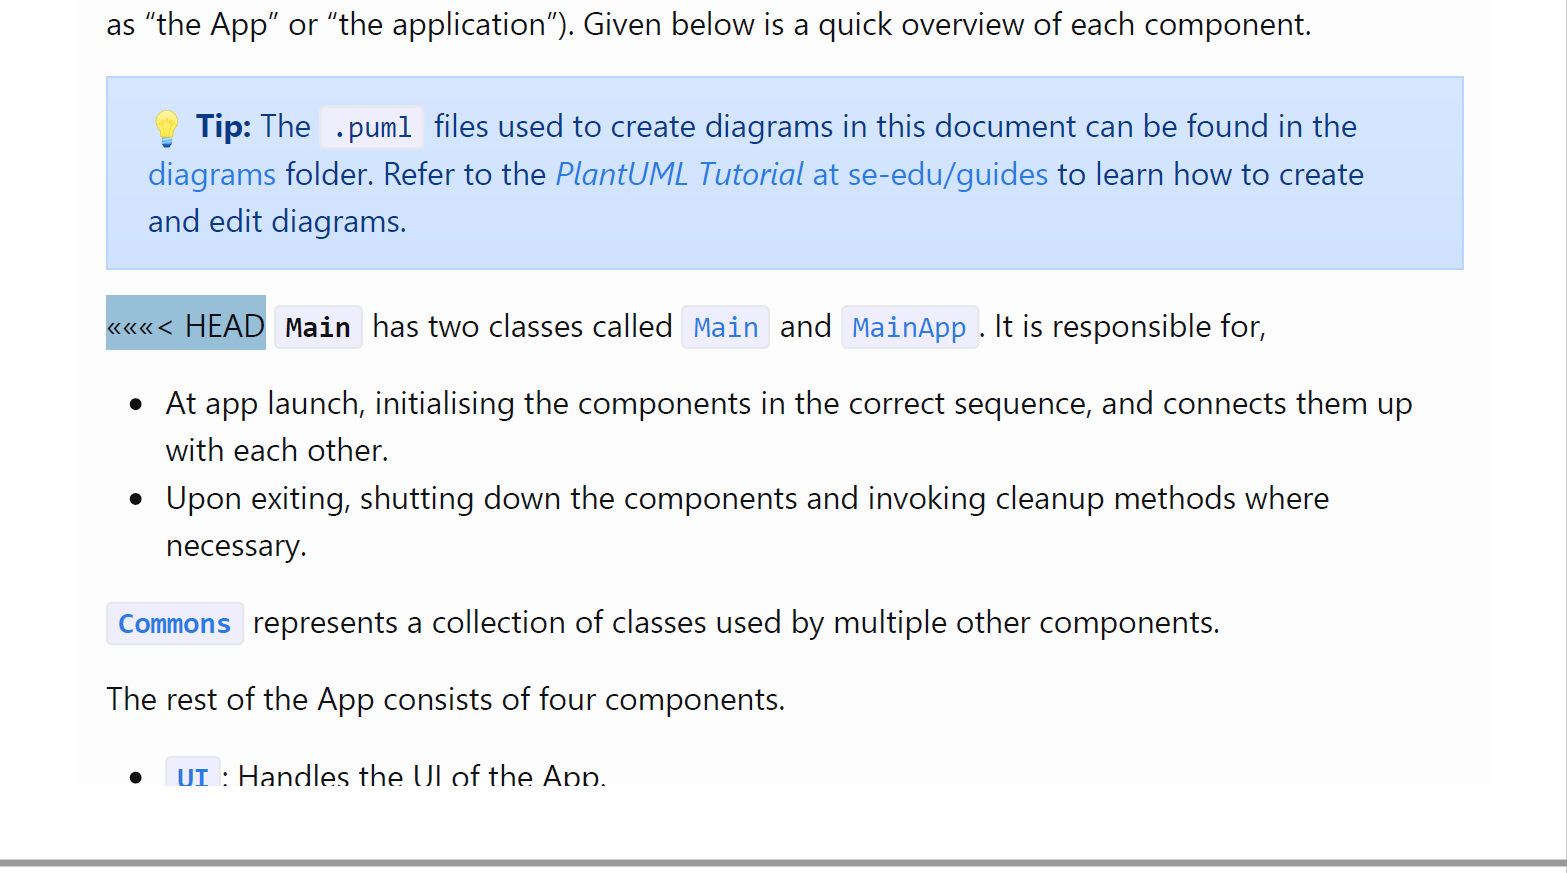 as “the App” or “the application”). Given below is a quick overview of each component.
💡 Tip: The .puml files used to create diagrams in this document can be found in the
diagrams folder. Refer to the PlantUML Tutorial at se-edu/guides to learn how to create
and edit diagrams.
«««< HEAD Main has two classes called Main and MainApp. It is responsible for,
• At app launch, initialising the components in the correct sequence, and connects them up
with each other.
• Upon exiting, shutting down the components and invoking cleanup methods where
necessary.
Commons represents a collection of classes used by multiple other components.
The rest of the App consists of four components.
• UI: Handles the UI of the App.